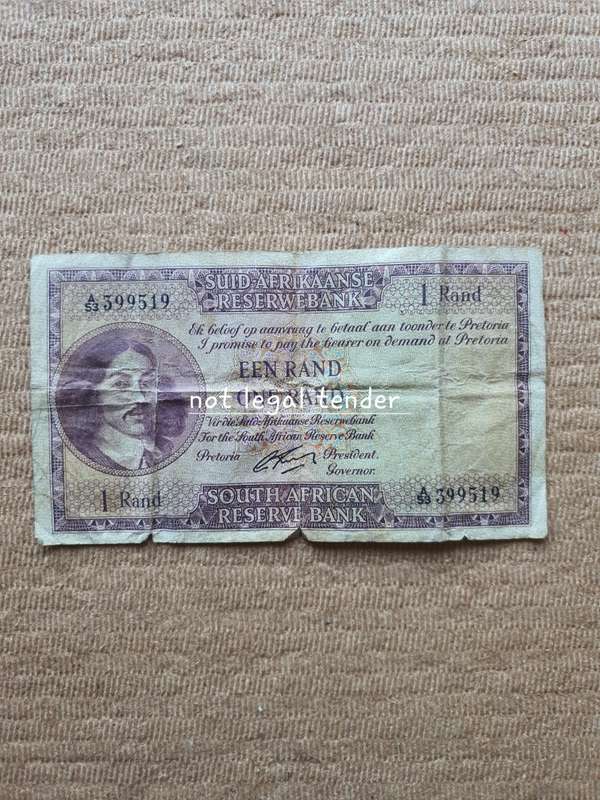 SUID-AFRIKAANSE
RESERWEBANK
A/53 399519
1 Rand
Ek beloof op aanvraag te betaal aan toonder te Pretoria
I promise to pay the bearer on demand at Pretoria
EEN RAND
ONE RAND
not legal tender
Vir die Suid-Afrikaanse Reserwebank
For the South African Reserve Bank
Pretoria
President.
Governor.
1 Rand
SOUTH AFRICAN
RESERVE BANK
A/53 399519